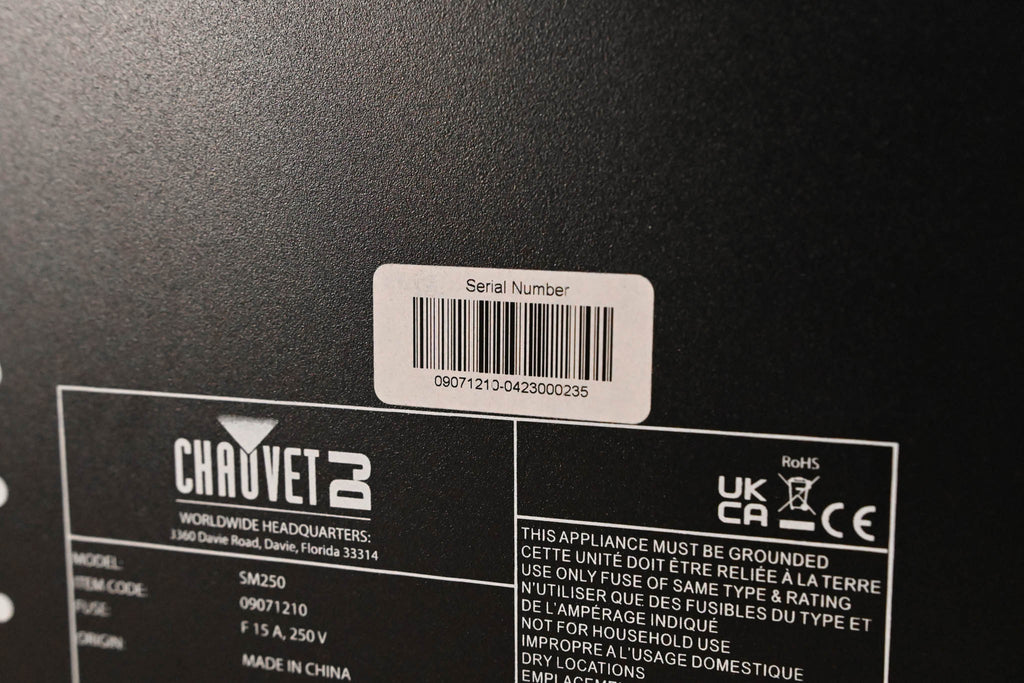 Serial Number
09071210-0423000235
CHAUVET DJ
WORLDWIDE HEADQUARTERS:
3360 Davie Road, Davie, Florida 33314
MODEL: SM250
ITEM CODE: 09071210
FUSE: F 15 A, 250 V
ORIGIN: MADE IN CHINA
RoHS
UK
CA CE
THIS APPLIANCE MUST BE GROUNDED
CETTE UNITÉ DOIT ÊTRE RELIÉE À LA TERRE
USE ONLY FUSE OF SAME TYPE & RATING
N'UTILISER QUE DES FUSIBLES DU TYPE ET
DE L'AMPÉRAGE INDIQUÉ
NOT FOR HOUSEHOLD USE
IMPROPRE A L'USAGE DOMESTIQUE
DRY LOCATIONS